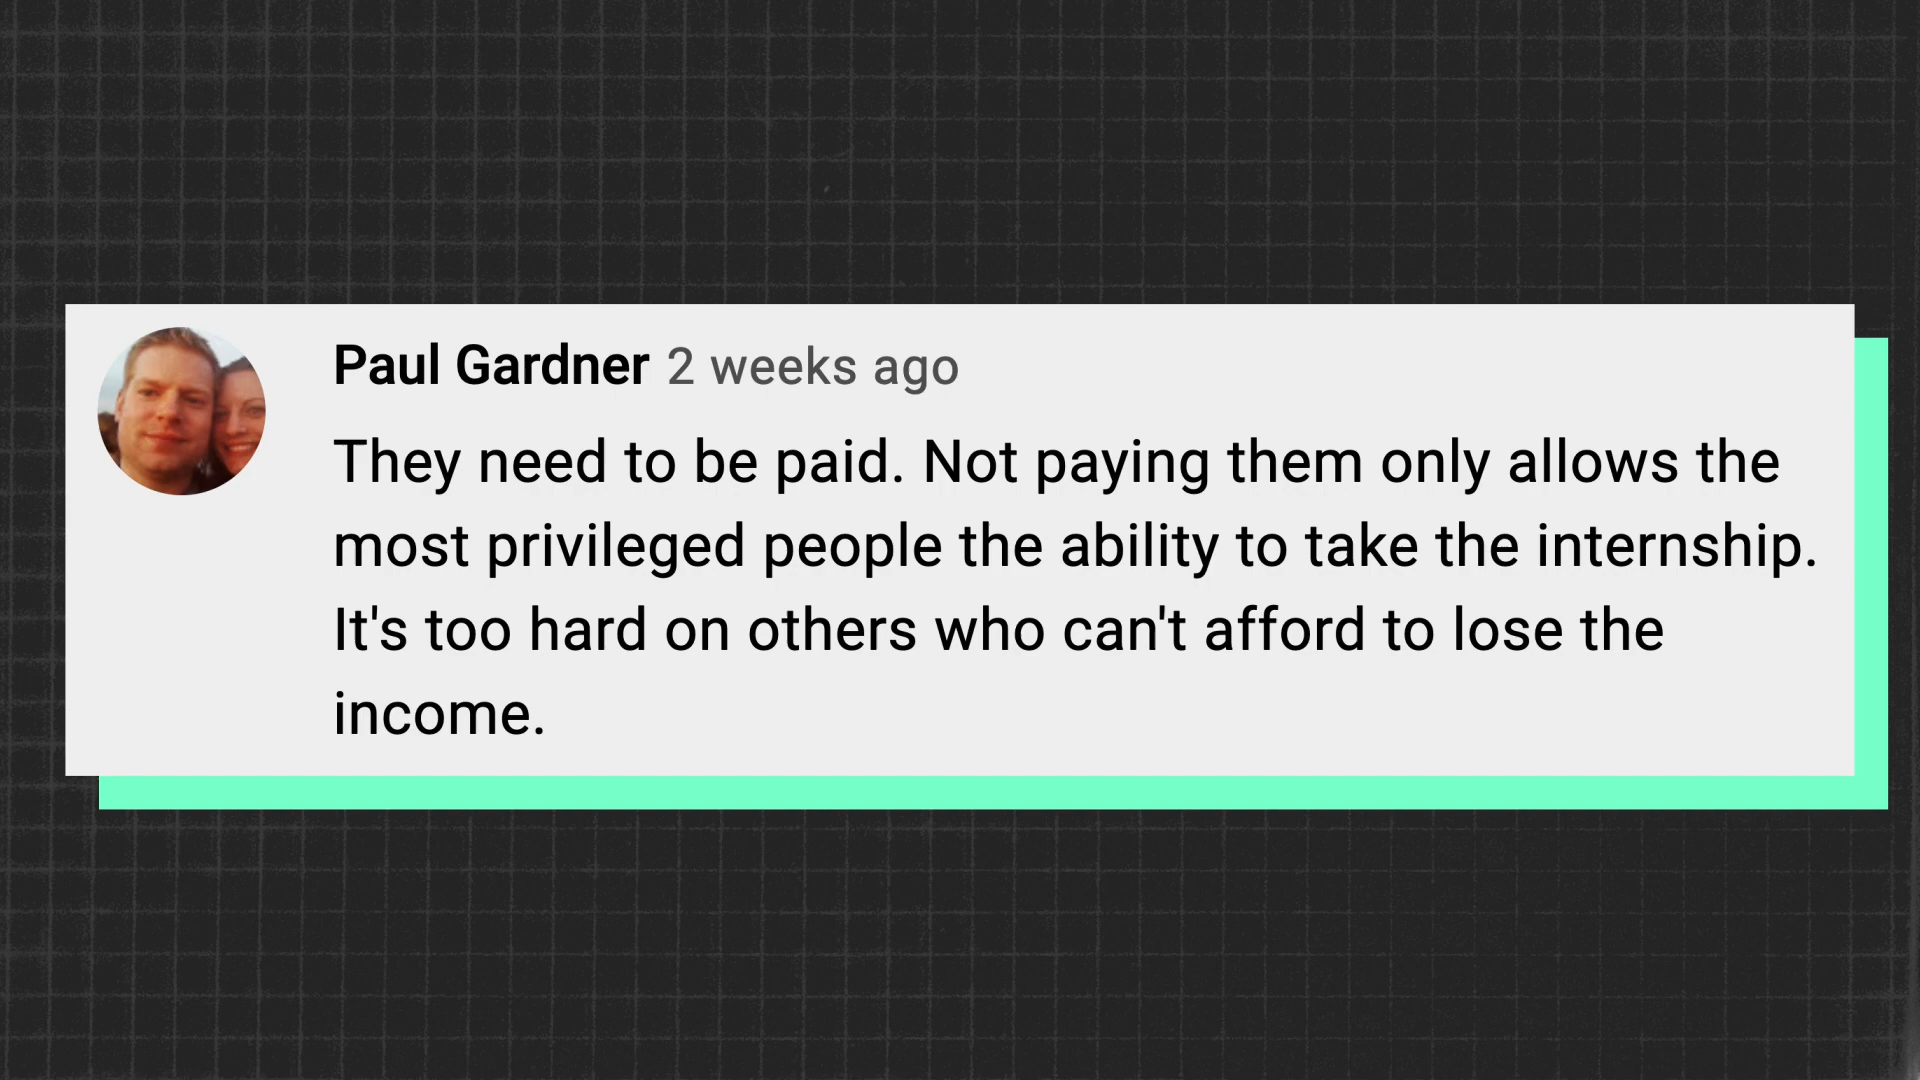 Paul Gardner 2 weeks ago
They need to be paid. Not paying them only allows the
most privileged people the ability to take the internship.
It's too hard on others who can't afford to lose the
income.